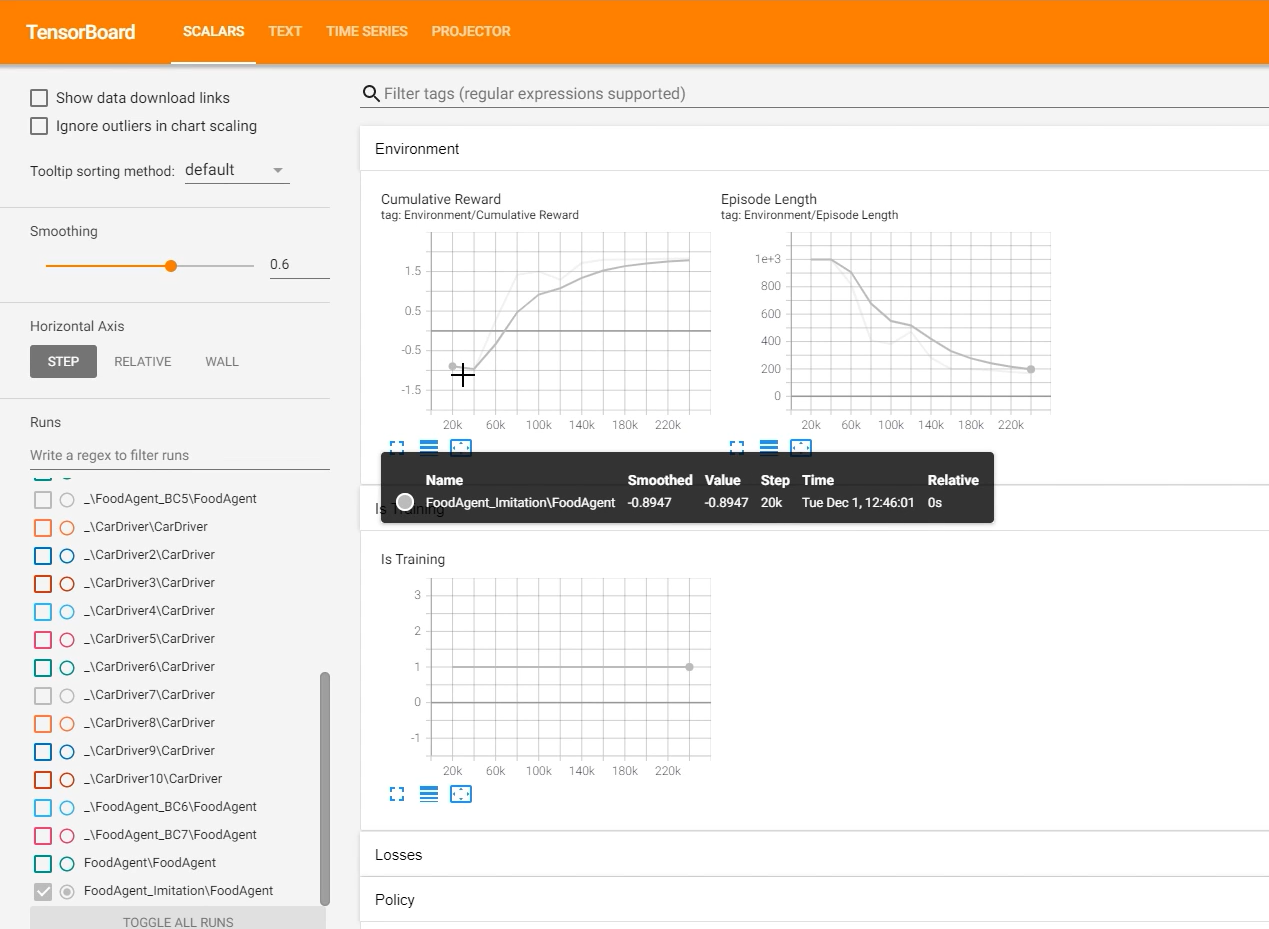 TensorBoard
SCALARS TEXT TIME SERIES PROJECTOR
Show data download links
Ignore outliers in chart scaling
Tooltip sorting method: default
Smoothing
0.6
Horizontal Axis
STEP RELATIVE WALL
Runs
Write a regex to filter runs
_\FoodAgent_BC5\FoodAgent
_\CarDriver\CarDriver
_\CarDriver2\CarDriver
_\CarDriver3\CarDriver
_\CarDriver4\CarDriver
_\CarDriver5\CarDriver
_\CarDriver6\CarDriver
_\CarDriver7\CarDriver
_\CarDriver8\CarDriver
_\CarDriver9\CarDriver
_\CarDriver10\CarDriver
_\FoodAgent_BC6\FoodAgent
_\FoodAgent_BC7\FoodAgent
FoodAgent\FoodAgent
FoodAgent_Imitation\FoodAgent
TOGGLE ALL RUNS
Filter tags (regular expressions supported)
Environment
Cumulative Reward
tag: Environment/Cumulative Reward
1.5
0.5
-0.5
-1.5
20k 60k 100k 140k 180k 220k
Episode Length
tag: Environment/Episode Length
1e+3
800
600
400
200
0
20k 60k 100k 140k 180k 220k
Name Smoothed Value Step Time Relative
FoodAgent_Imitation\FoodAgent -0.8947 -0.8947 20k Tue Dec 1, 12:46:01 0s
Is Training
Is Training
3
2
1
0
-1
20k 60k 100k 140k 180k 220k
Losses
Policy